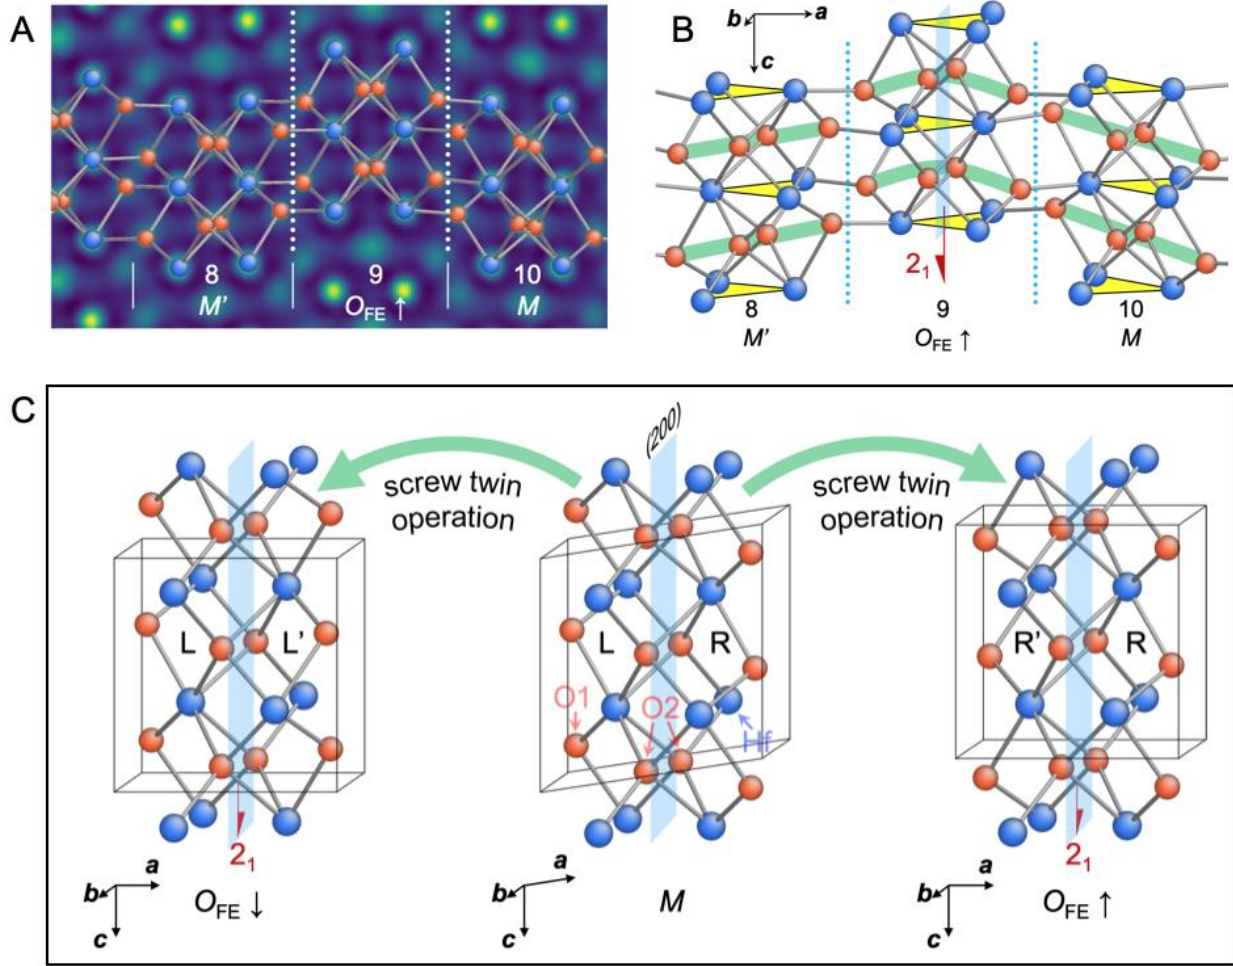 A
8
9
10
M'
O_FE ↑
M
B
b
a
c
2₁
8
9
10
M'
O_FE ↑
M
C
(200)
screw twin
operation
screw twin
operation
L
L'
L
R
R'
R
O1
O2
Hf
2₁
2₁
b
a
c
O_FE ↓
b
a
c
M
b
a
c
O_FE ↑